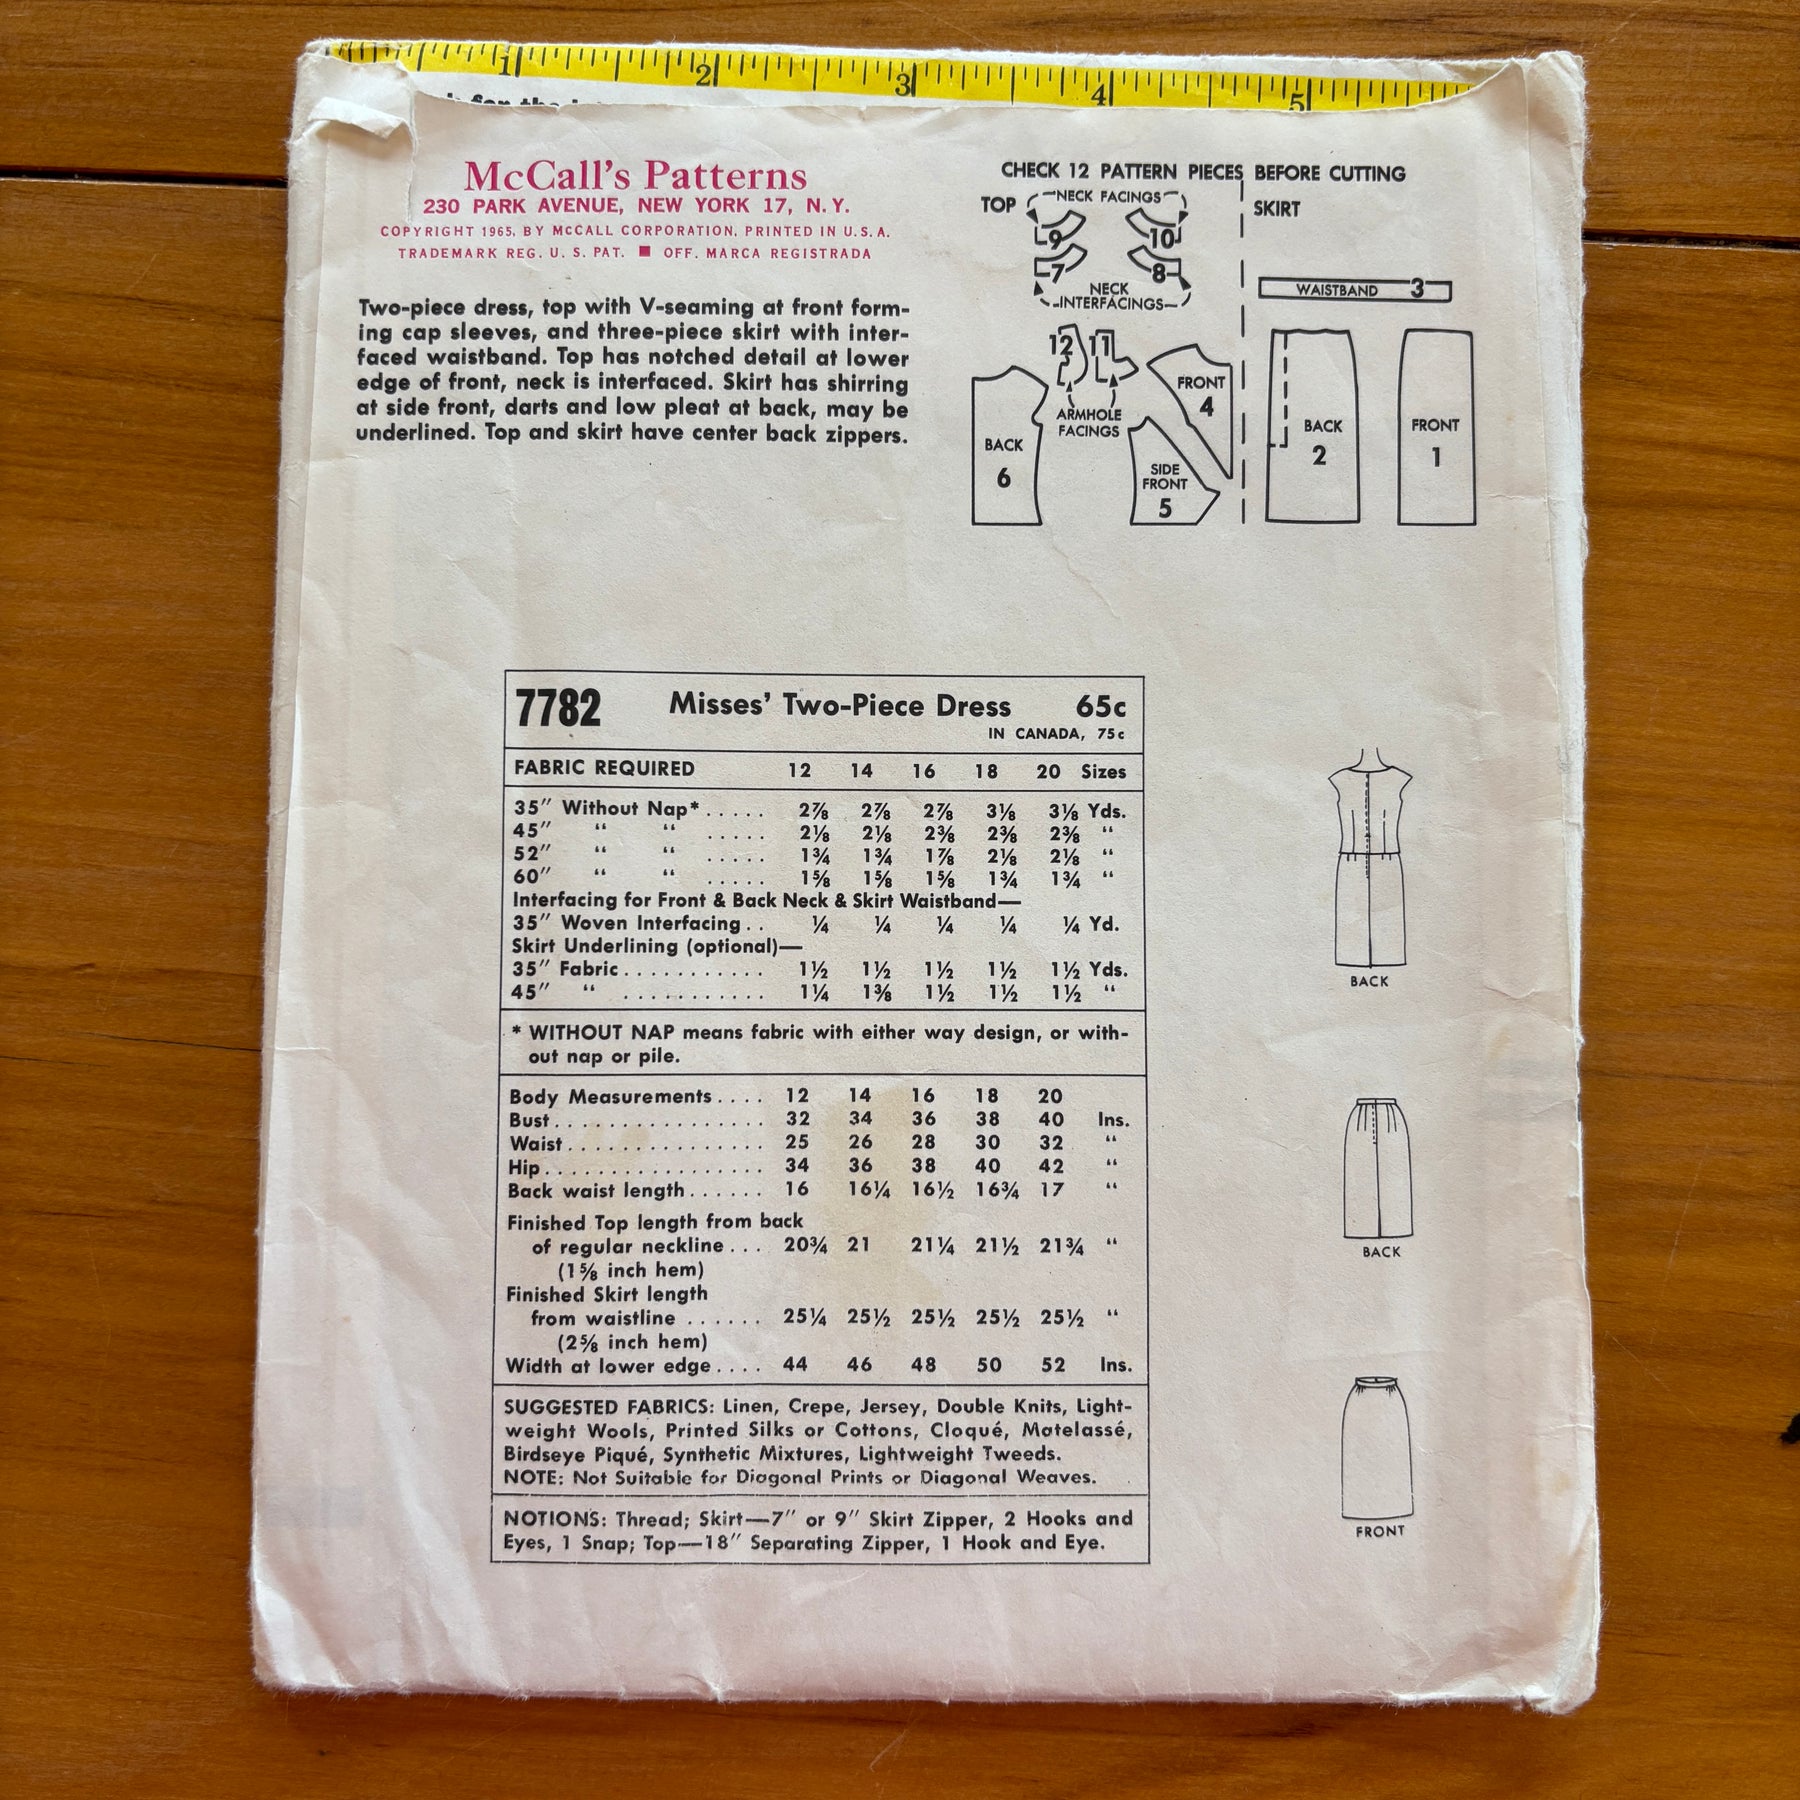 1 2 3 4 5
for the
McCall's Patterns
230 PARK AVENUE, NEW YORK 17, N.Y.
COPYRIGHT 1965, BY McCALL CORPORATION, PRINTED IN U.S.A.
TRADEMARK REG. U. S. PAT. ■ OFF. MARCA REGISTRADA
Two-piece dress, top with V-seaming at front form-
ing cap sleeves, and three-piece skirt with inter-
faced waistband. Top has notched detail at lower
edge of front, neck is interfaced. Skirt has shirring
at side front, darts and low pleat at back, may be
underlined. Top and skirt have center back zippers.
CHECK 12 PATTERN PIECES BEFORE CUTTING
TOP
NECK FACINGS
9 10
7 8
NECK
INTERFACINGS
12 11
ARMHOLE
FACINGS
FRONT
4
BACK
6
SIDE
FRONT
5
SKIRT
WAISTBAND 3
BACK
2
FRONT
1
7782 Misses' Two-Piece Dress 65c
IN CANADA, 75c
FABRIC REQUIRED 12 14 16 18 20 Sizes
35" Without Nap* ..... 2⅞ 2⅞ 2⅞ 3⅛ 3⅛ Yds.
45" " " ..... 2⅛ 2⅛ 2⅜ 2⅜ 2⅜ "
52" " " ..... 1¾ 1¾ 1⅞ 2⅛ 2⅛ "
60" " " ..... 1⅝ 1⅝ 1⅝ 1¾ 1¾ "
Interfacing for Front & Back Neck & Skirt Waistband—
35" Woven Interfacing .. ¼ ¼ ¼ ¼ ¼ Yd.
Skirt Underlining (optional)—
35" Fabric ........... 1½ 1½ 1½ 1½ 1½ Yds.
45" " ........... 1¼ 1⅜ 1½ 1½ 1½ "
* WITHOUT NAP means fabric with either way design, or with-
out nap or pile.
Body Measurements .... 12 14 16 18 20
Bust ................. 32 34 36 38 40 Ins.
Waist ................ 25 26 28 30 32 "
Hip .................. 34 36 38 40 42 "
Back waist length ...... 16 16¼ 16½ 16¾ 17 "
Finished Top length from back
of regular neckline ... 20¾ 21 21¼ 21½ 21¾ "
(1⅝ inch hem)
Finished Skirt length
from waistline ...... 25¼ 25½ 25½ 25½ 25½ "
(2⅝ inch hem)
Width at lower edge .... 44 46 48 50 52 Ins.
SUGGESTED FABRICS: Linen, Crepe, Jersey, Double Knits, Light-
weight Wools, Printed Silks or Cottons, Cloqué, Matelassé,
Birdseye Piqué, Synthetic Mixtures, Lightweight Tweeds.
NOTE: Not Suitable for Diagonal Prints or Diagonal Weaves.
NOTIONS: Thread; Skirt—7" or 9" Skirt Zipper, 2 Hooks and
Eyes, 1 Snap; Top—18" Separating Zipper, 1 Hook and Eye.
BACK
BACK
FRONT